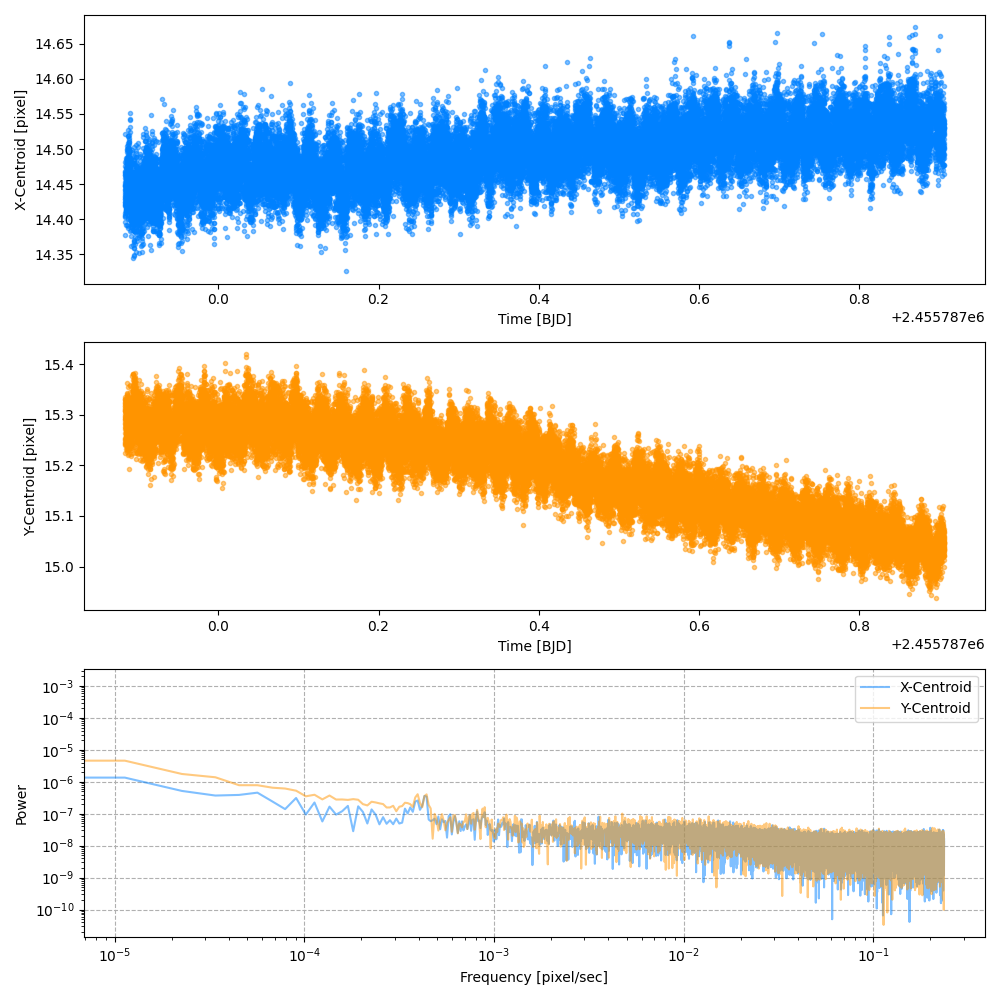 14.65
14.60
14.55
14.50
14.45
14.40
14.35
X-Centroid [pixel]
0.0 0.2 0.4 0.6 0.8
Time [BJD]
+2.455787e6
15.4
15.3
15.2
15.1
15.0
Y-Centroid [pixel]
0.0 0.2 0.4 0.6 0.8
Time [BJD]
+2.455787e6
X-Centroid
Y-Centroid
10⁻³
10⁻⁴
10⁻⁵
10⁻⁶
10⁻⁷
10⁻⁸
10⁻⁹
10⁻¹⁰
Power
10⁻⁵ 10⁻⁴ 10⁻³ 10⁻² 10⁻¹
Frequency [pixel/sec]